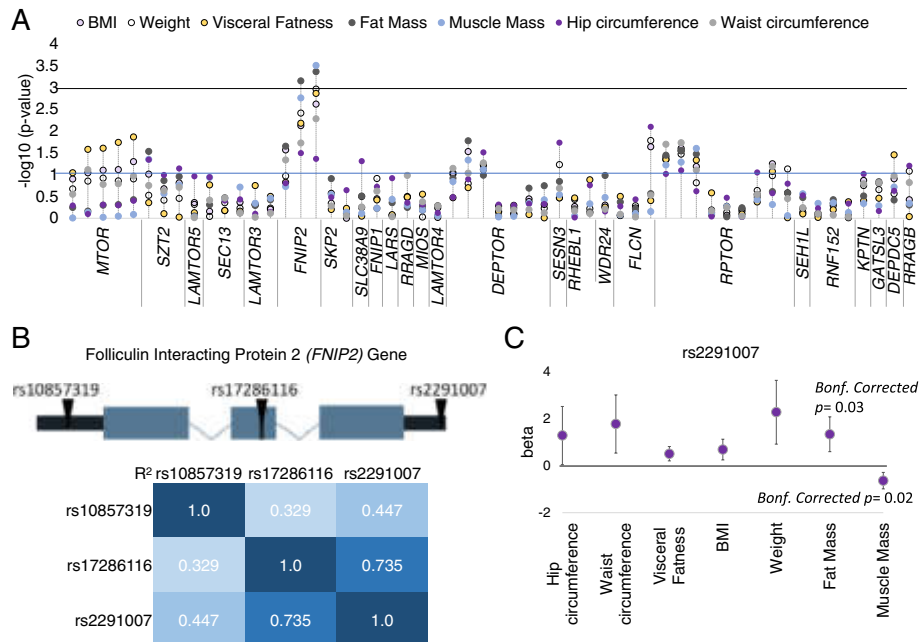 A
BMI Weight Visceral Fatness Fat Mass Muscle Mass Hip circumference Waist circumference
-log10 (p-value)
4
3.5
3
2.5
2
1.5
1
0.5
0
MTOR
SZT2
LAMTOR5
SEC13
LAMTOR3
FNIP2
SKP2
SLC38A9
FNIP1
LARS
RRAGD
MOS
LAMTOR4
DEPTOR
SESN3
RHEBL1
WDR24
FLCN
RPTOR
SEH1L
RNF152
KPTN
GATSL3
DEPDC5
RRAGB
B
Folliculin Interacting Protein 2 (FNIP2) Gene
rs10857319 rs17286116 rs2291007
R² rs10857319 rs17286116 rs2291007
rs10857319 1.0 0.329 0.447
rs17286116 0.329 1.0 0.735
rs2291007 0.447 0.735 1.0
C
rs2291007
beta
4
2
0
-2
Bonf. Corrected
p= 0.03
Bonf. Corrected p= 0.02
Hip
circumference
Waist
circumference
Visceral
Fatness
BMI
Weight
Fat Mass
Muscle Mass